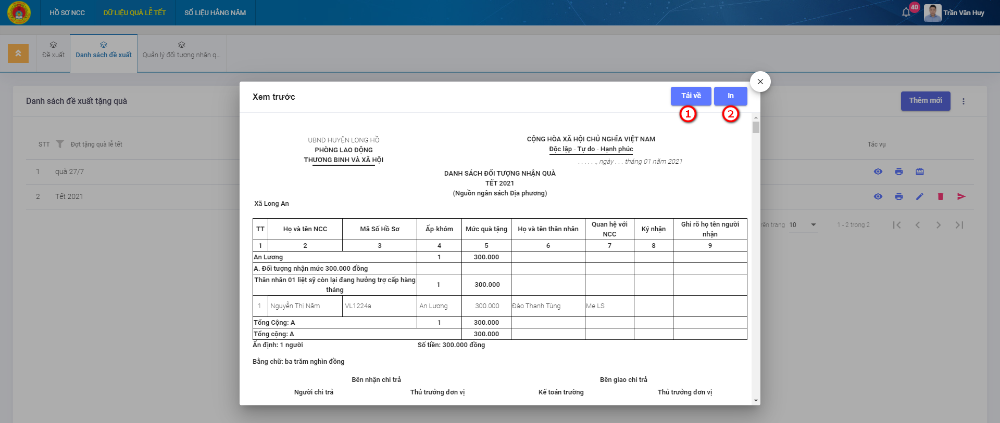 HỒ SƠ NCC
DỮ LIỆU QUÀ LỄ TẾT
SỐ LIỆU HẰNG NĂM
40
Trần Văn Huy
Đề xuất
Danh sách đề xuất
Quản lý đối tượng nhận q...
Danh sách đề xuất tặng quà
Thêm mới
STT
Đợt tặng quà lễ tết
Tác vụ
1
quà 27/7
2
Tết 2021
trang
10
1 - 2 trong 2
Xem trước
Tải về
In
1
2
UBND HUYỆN LONG HỒ
PHÒNG LAO ĐỘNG
THƯƠNG BINH VÀ XÃ HỘI
CỘNG HÒA XÃ HỘI CHỦ NGHĨA VIỆT NAM
Độc lập - Tự do - Hạnh phúc
. . . . . ., ngày . . . tháng 01 năm 2021
DANH SÁCH ĐỐI TƯỢNG NHẬN QUÀ
TẾT 2021
(Nguồn ngân sách Địa phương)
Xã Long An
TT Họ và tên NCC Mã Số Hồ Sơ Ấp-khóm Mức quà tặng Họ và tên thân nhân Quan hệ với NCC Ký nhận Ghi rõ họ tên người nhận
1 2 3 4 5 6 7 8 9
An Lương 1 300.000
A. Đối tượng nhận mức 300.000 đồng
Thân nhân 01 liệt sỹ còn lại đang hưởng trợ cấp hàng tháng 1 300.000
1 Nguyễn Thị Năm VL1224a An Lương 300.000 Đào Thanh Tùng Mẹ LS
Tổng Cộng: A 1 300.000
Tổng cộng: A 300.000
Ấn định: 1 người Số tiền: 300.000 đồng
Bằng chữ: ba trăm nghìn đồng
Bên nhận chi trả Bên giao chi trả
Người chi trả Thủ trưởng đơn vị Kế toán trường Thủ trưởng đơn vị